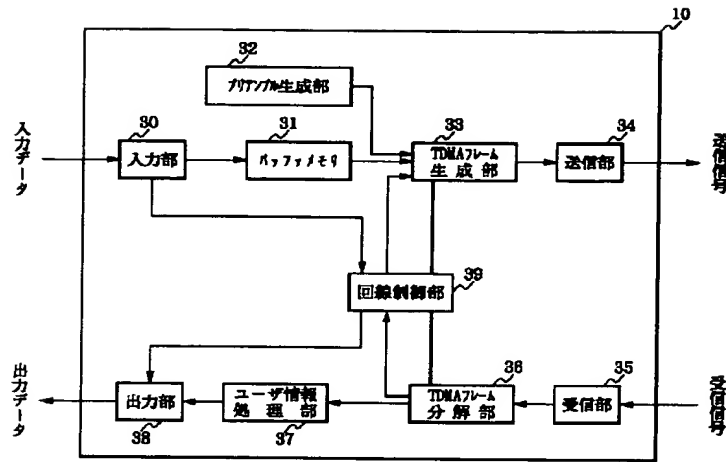 10
32
プリアンブル生成部
30
31
33
34
入力データ
入力部
バッファメモリ
TDMAフレーム
生成部
送信部
送信信号
回線制御部
39
36
35
出力データ
出力部
ユーザ情報
処理部
TDMAフレーム
分解部
受信部
受信信号
38
37